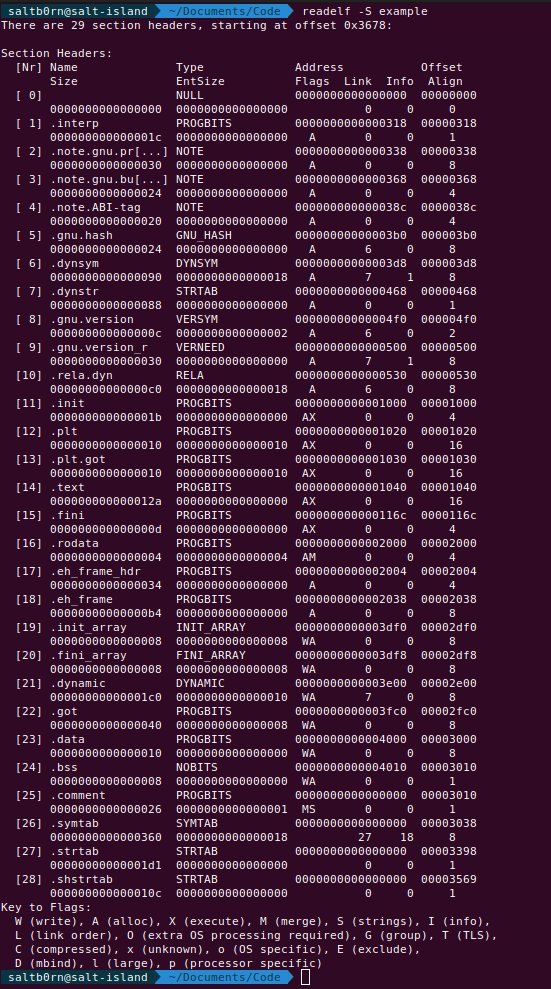 saltb0rn@salt-island ~/Documents/Code readelf -S example
There are 29 section headers, starting at offset 0x3678:

Section Headers:
  [Nr] Name              Type             Address           Offset
       Size              EntSize          Flags  Link  Info  Align
  [ 0]                   NULL             0000000000000000  00000000
       0000000000000000  0000000000000000           0     0     0
  [ 1] .interp           PROGBITS         0000000000000318  00000318
       000000000000001c  0000000000000000   A       0     0     1
  [ 2] .note.gnu.pr[...] NOTE             0000000000000338  00000338
       0000000000000030  0000000000000000   A       0     0     8
  [ 3] .note.gnu.bu[...] NOTE             0000000000000368  00000368
       0000000000000024  0000000000000000   A       0     0     4
  [ 4] .note.ABI-tag     NOTE             000000000000038c  0000038c
       0000000000000020  0000000000000000   A       0     0     4
  [ 5] .gnu.hash         GNU_HASH         00000000000003b0  000003b0
       0000000000000024  0000000000000000   A       6     0     8
  [ 6] .dynsym           DYNSYM           00000000000003d8  000003d8
       0000000000000090  0000000000000018   A       7     1     8
  [ 7] .dynstr           STRTAB           0000000000000468  00000468
       0000000000000088  0000000000000000   A       0     0     1
  [ 8] .gnu.version      VERSYM           00000000000004f0  000004f0
       000000000000000c  0000000000000002   A       6     0     2
  [ 9] .gnu.version_r    VERNEED          0000000000000500  00000500
       0000000000000030  0000000000000000   A       7     1     8
  [10] .rela.dyn         RELA             0000000000000530  00000530
       00000000000000c0  0000000000000018   A       6     0     8
  [11] .init             PROGBITS         0000000000001000  00001000
       000000000000001b  0000000000000000  AX       0     0     4
  [12] .plt              PROGBITS         0000000000001020  00001020
       0000000000000010  0000000000000010  AX       0     0     16
  [13] .plt.got          PROGBITS         0000000000001030  00001030
       0000000000000010  0000000000000010  AX       0     0     16
  [14] .text             PROGBITS         0000000000001040  00001040
       000000000000012a  0000000000000000  AX       0     0     16
  [15] .fini             PROGBITS         000000000000116c  0000116c
       000000000000000d  0000000000000000  AX       0     0     4
  [16] .rodata           PROGBITS         0000000000002000  00002000
       0000000000000004  0000000000000004  AM       0     0     4
  [17] .eh_frame_hdr     PROGBITS         0000000000002004  00002004
       0000000000000034  0000000000000000   A       0     0     4
  [18] .eh_frame         PROGBITS         0000000000002038  00002038
       00000000000000b4  0000000000000000   A       0     0     8
  [19] .init_array       INIT_ARRAY       0000000000003df0  00002df0
       0000000000000008  0000000000000008  WA       0     0     8
  [20] .fini_array       FINI_ARRAY       0000000000003df8  00002df8
       0000000000000008  0000000000000008  WA       0     0     8
  [21] .dynamic          DYNAMIC          0000000000003e00  00002e00
       00000000000001c0  0000000000000010  WA       7     0     8
  [22] .got              PROGBITS         0000000000003fc0  00002fc0
       0000000000000040  0000000000000008  WA       0     0     8
  [23] .data             PROGBITS         0000000000004000  00003000
       0000000000000010  0000000000000000  WA       0     0     8
  [24] .bss              NOBITS           0000000000004010  00003010
       0000000000000008  0000000000000000  WA       0     0     1
  [25] .comment          PROGBITS         0000000000000000  00003010
       0000000000000026  0000000000000001  MS       0     0     1
  [26] .symtab           SYMTAB           0000000000000000  00003038
       0000000000000360  0000000000000018          27    18     8
  [27] .strtab           STRTAB           0000000000000000  00003398
       00000000000001d1  0000000000000000           0     0     1
  [28] .shstrtab         STRTAB           0000000000000000  00003569
       000000000000010c  0000000000000000           0     0     1
Key to Flags:
  W (write), A (alloc), X (execute), M (merge), S (strings), I (info),
  L (link order), O (extra OS processing required), G (group), T (TLS),
  C (compressed), x (unknown), o (OS specific), E (exclude),
  D (mbind), l (large), p (processor specific)
saltb0rn@salt-island ~/Documents/Code